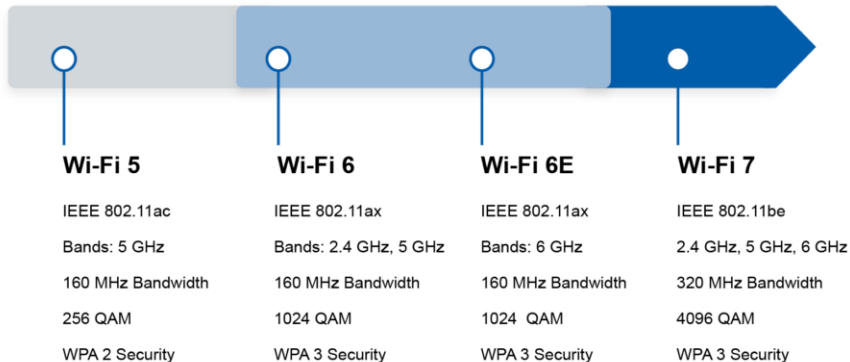 Wi-Fi 5
IEEE 802.11ac
Bands: 5 GHz
160 MHz Bandwidth
256 QAM
WPA 2 Security
Wi-Fi 6
IEEE 802.11ax
Bands: 2.4 GHz, 5 GHz
160 MHz Bandwidth
1024 QAM
WPA 3 Security
Wi-Fi 6E
IEEE 802.11ax
Bands: 6 GHz
160 MHz Bandwidth
1024 QAM
WPA 3 Security
Wi-Fi 7
IEEE 802.11be
2.4 GHz, 5 GHz, 6 GHz
320 MHz Bandwidth
4096 QAM
WPA 3 Security